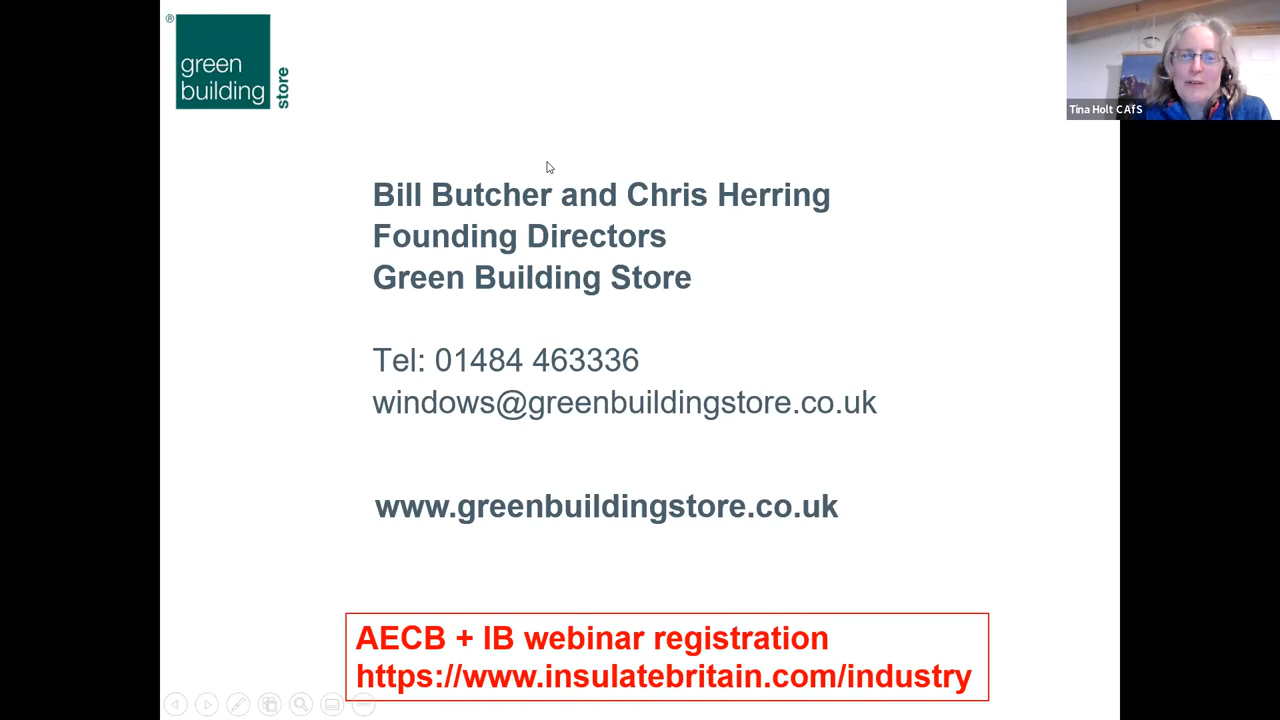 ®
green
building
store
Tina Holt CAfS
Bill Butcher and Chris Herring
Founding Directors
Green Building Store
Tel: 01484 463336
windows@greenbuildingstore.co.uk
www.greenbuildingstore.co.uk
AECB + IB webinar registration
https://www.insulatebritain.com/industry